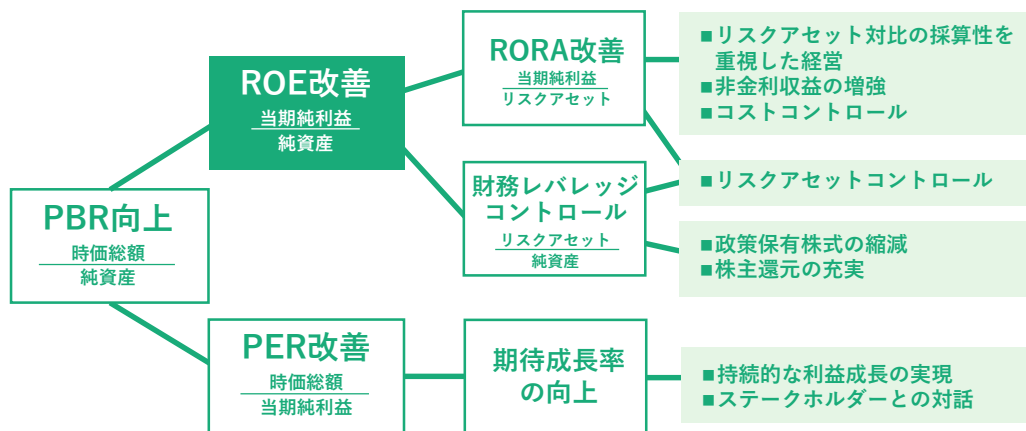 PBR向上
時価総額
純資産
ROE改善
当期純利益
純資産
PER改善
時価総額
当期純利益
RORA改善
当期純利益
リスクアセット
財務レバレッジ
コントロール
リスクアセット
純資産
期待成長率
の向上
■リスクアセット対比の採算性を
重視した経営
■非金利収益の増強
■コストコントロール
■リスクアセットコントロール
■政策保有株式の縮減
■株主還元の充実
■持続的な利益成長の実現
■ステークホルダーとの対話